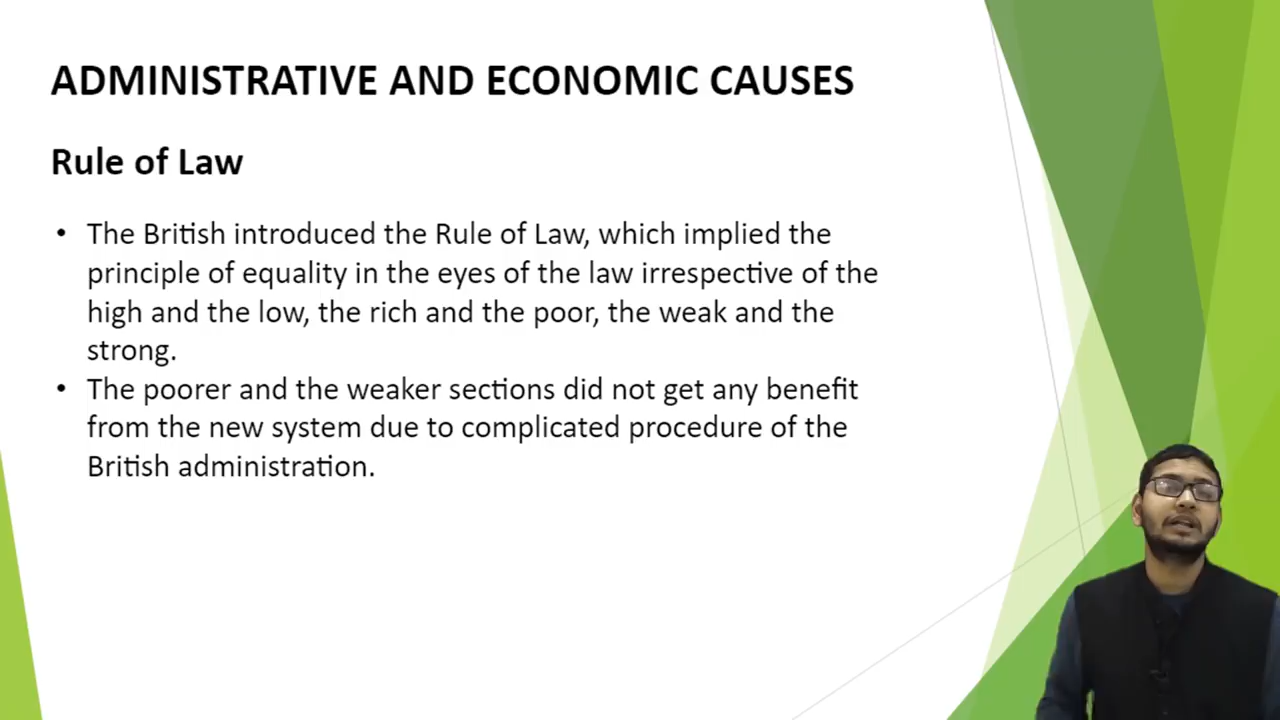 ADMINISTRATIVE AND ECONOMIC CAUSES
Rule of Law
• The British introduced the Rule of Law, which implied the
principle of equality in the eyes of the law irrespective of the
high and the low, the rich and the poor, the weak and the
strong.
• The poorer and the weaker sections did not get any benefit
from the new system due to complicated procedure of the
British administration.